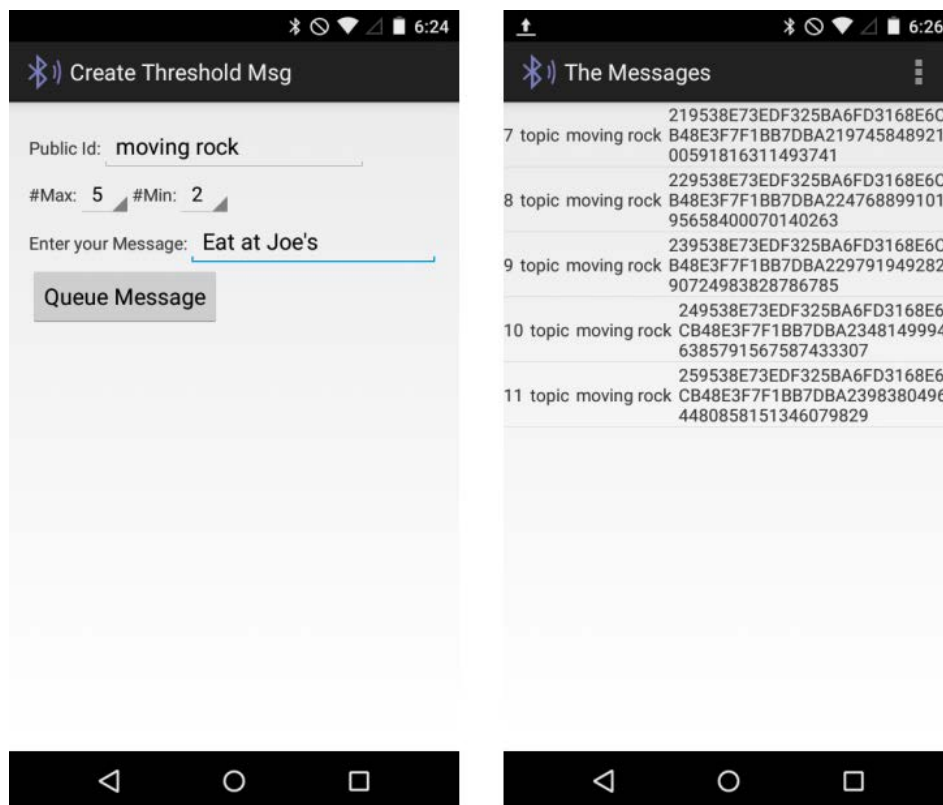 6:24
Create Threshold Msg
Public Id: moving rock
#Max: 5 #Min: 2
Enter your Message: Eat at Joe's
Queue Message
6:26
The Messages
219538E73EDF325BA6FD3168E6C
7 topic moving rock B48E3F7F1BB7DBA219745848921
00591816311493741
229538E73EDF325BA6FD3168E6C
8 topic moving rock B48E3F7F1BB7DBA224768899101
95658400070140263
239538E73EDF325BA6FD3168E6C
9 topic moving rock B48E3F7F1BB7DBA229791949282
90724983828786785
249538E73EDF325BA6FD3168E6
10 topic moving rock CB48E3F7F1BB7DBA2348149994
6385791567587433307
259538E73EDF325BA6FD3168E6
11 topic moving rock CB48E3F7F1BB7DBA2398380496
4480858151346079829